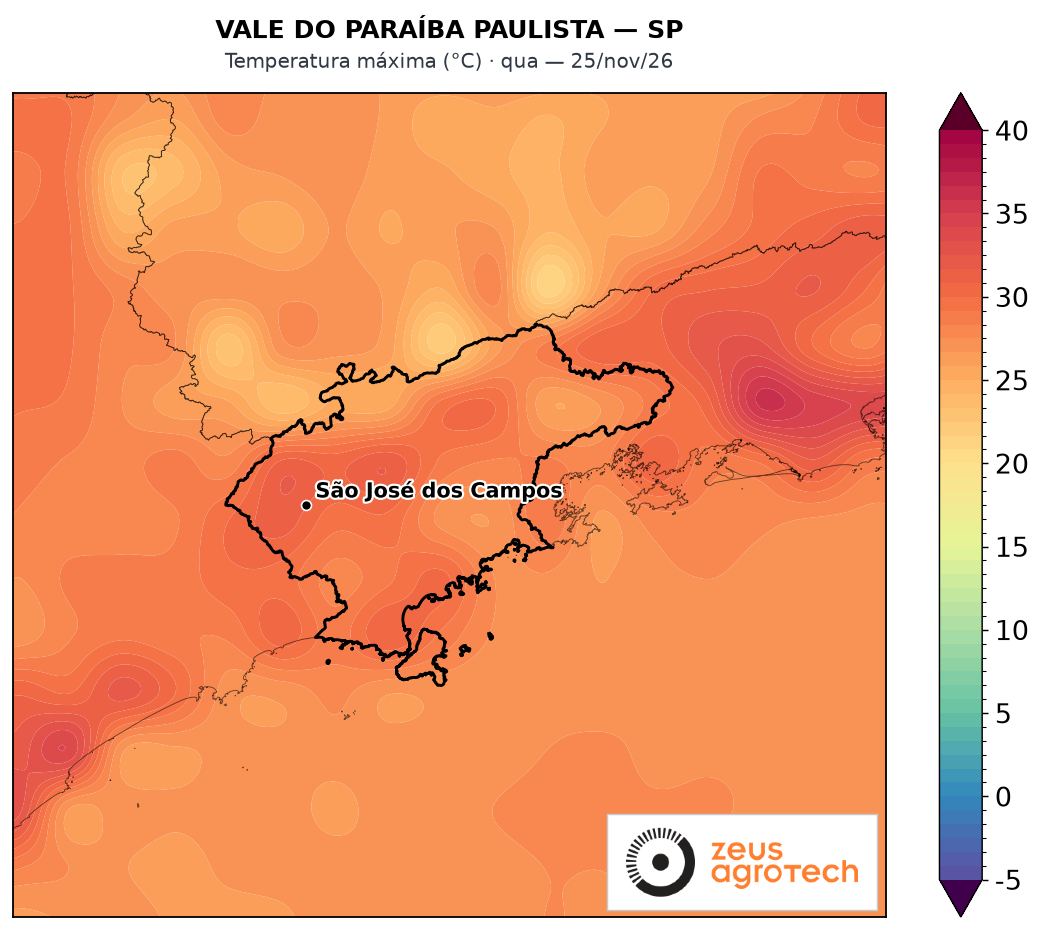 VALE DO PARAÍBA PAULISTA — SP
Temperatura máxima (°C) · qua — 25/nov/26
40
35
30
25
20
15
10
5
0
-5
São José dos Campos
zeus
agrotech